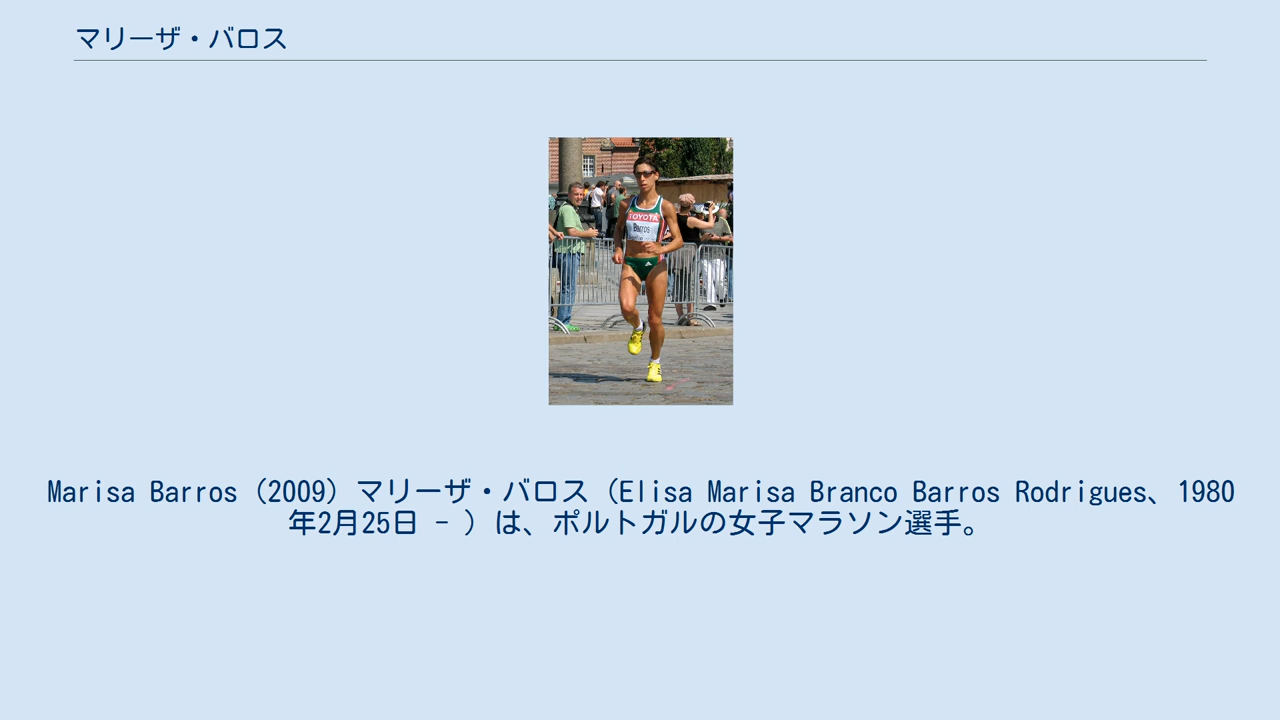 マリーザ・バロス
TOYOTA
Barros
Marisa Barros (2009) マリーザ・バロス（Elisa Marisa Branco Barros Rodrigues、1980
年2月25日 - ）は、ポルトガルの女子マラソン選手。